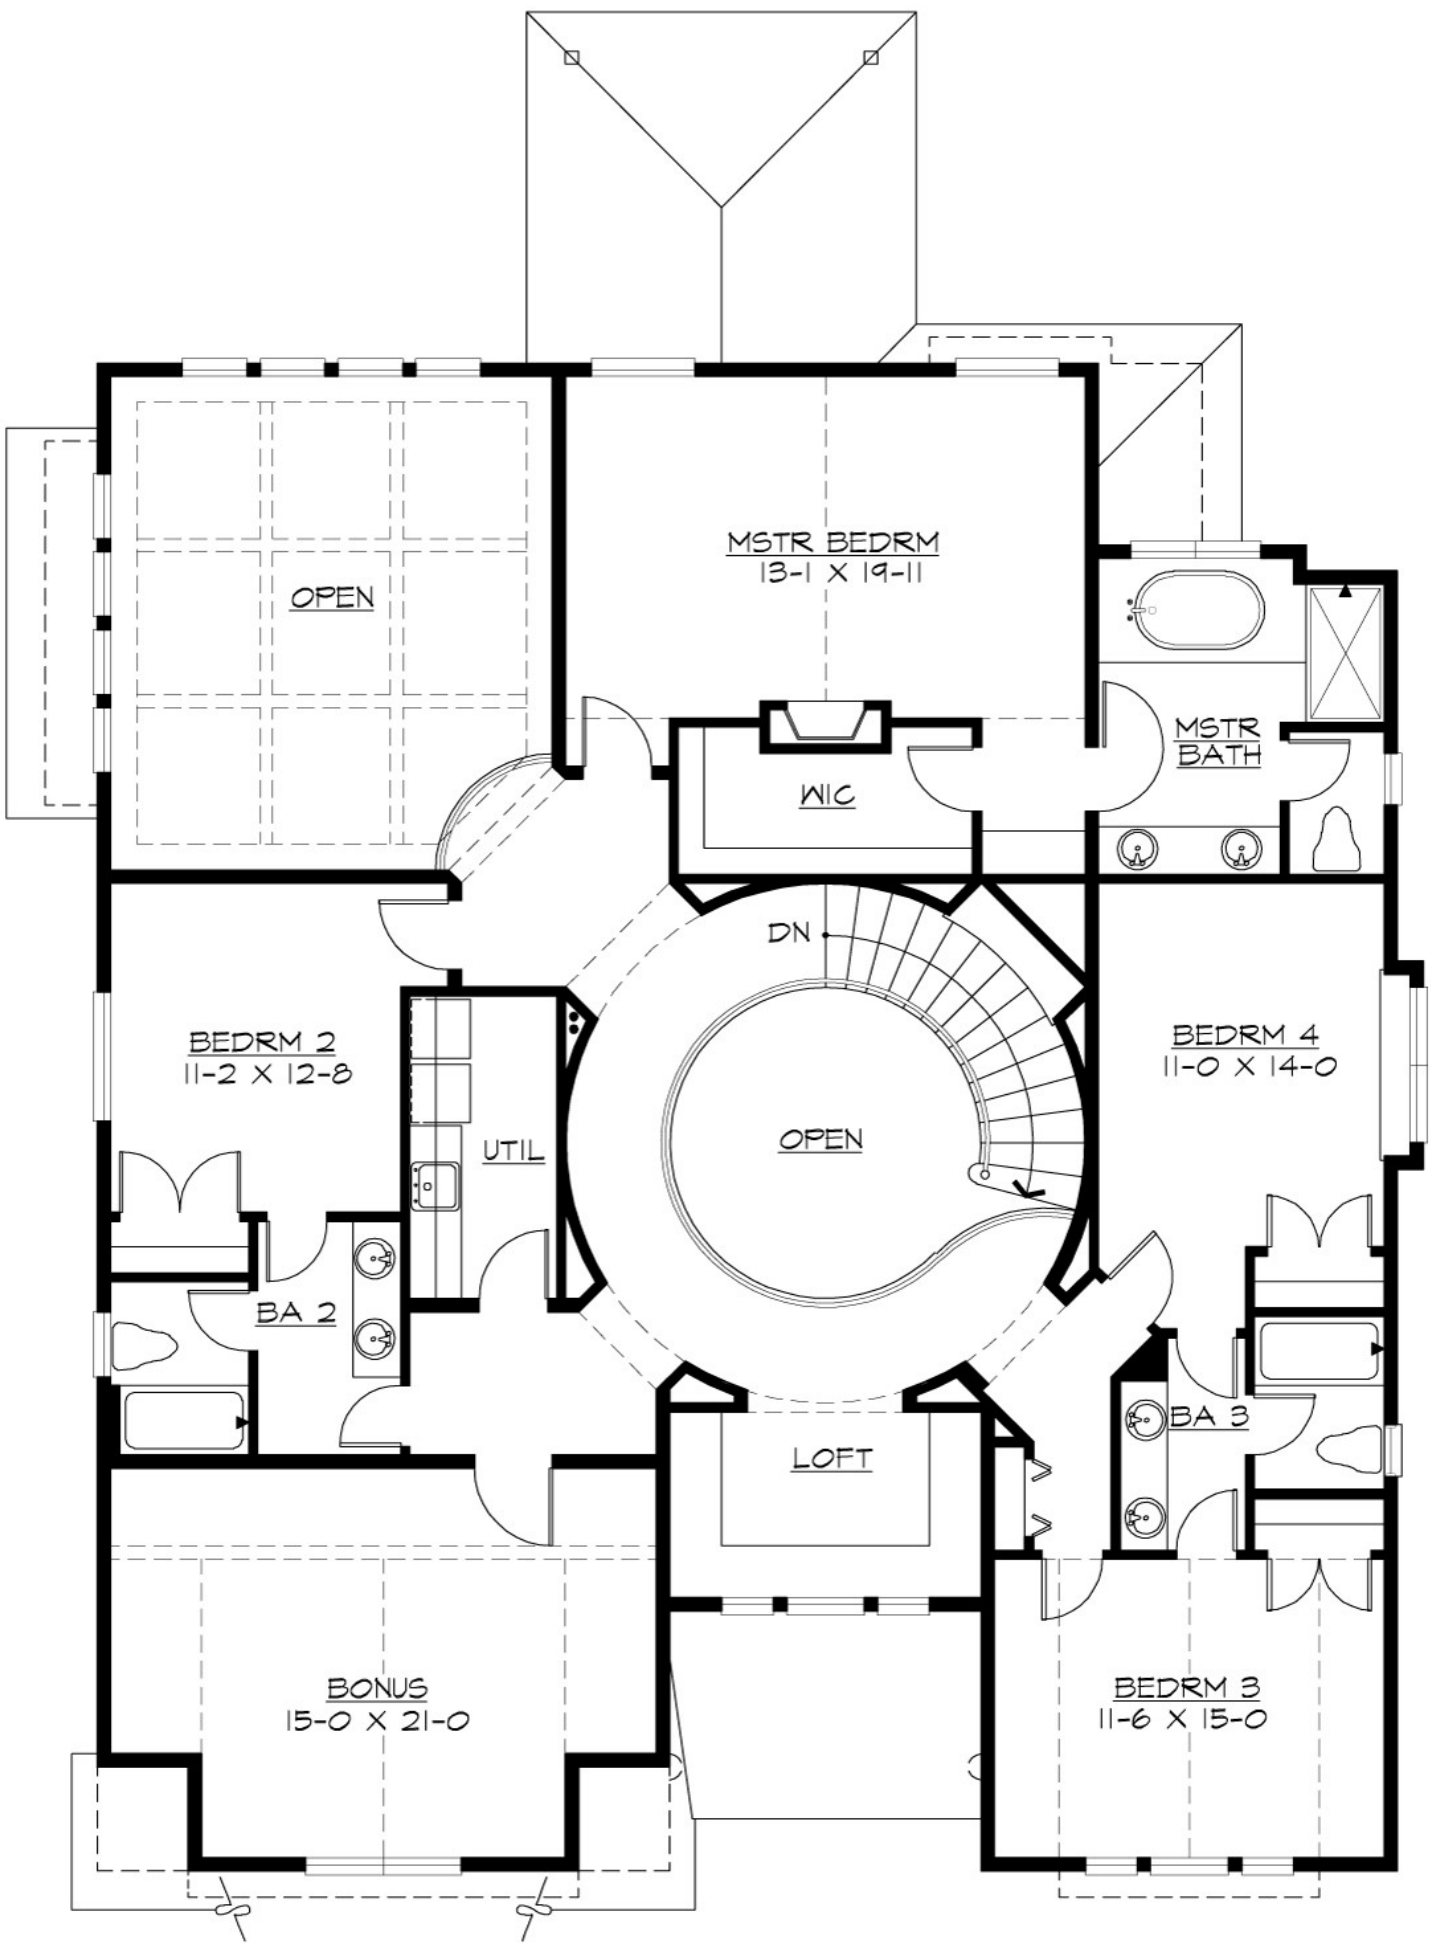 MSTR BEDRM
13-1 X 19-11
OPEN
MSTR
BATH
WIC
DN
BEDRM 2
11-2 X 12-8
BEDRM 4
11-0 X 14-0
UTIL
OPEN
BA 2
BA 3
LOFT
BONUS
15-0 X 21-0
BEDRM 3
11-6 X 15-0